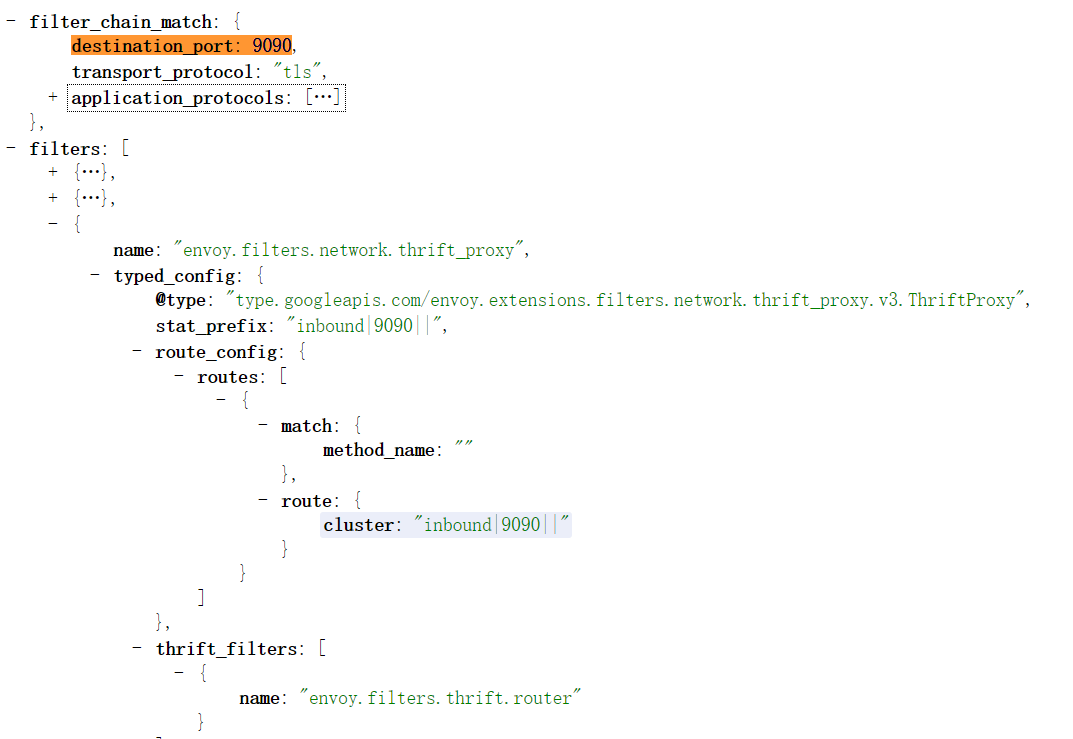 - filter_chain_match: {
destination_port: 9090,
transport_protocol: "tls",
+ application_protocols: […]
},
- filters: [
+ {…},
+ {…},
- {
name: "envoy.filters.network.thrift_proxy",
- typed_config: {
@type: "type.googleapis.com/envoy.extensions.filters.network.thrift_proxy.v3.ThriftProxy",
stat_prefix: "inbound|9090||",
- route_config: {
- routes: [
- {
- match: {
method_name: ""
},
- route: {
cluster: "inbound|9090||"
}
}
]
},
- thrift_filters: [
- {
name: "envoy.filters.thrift.router"
}